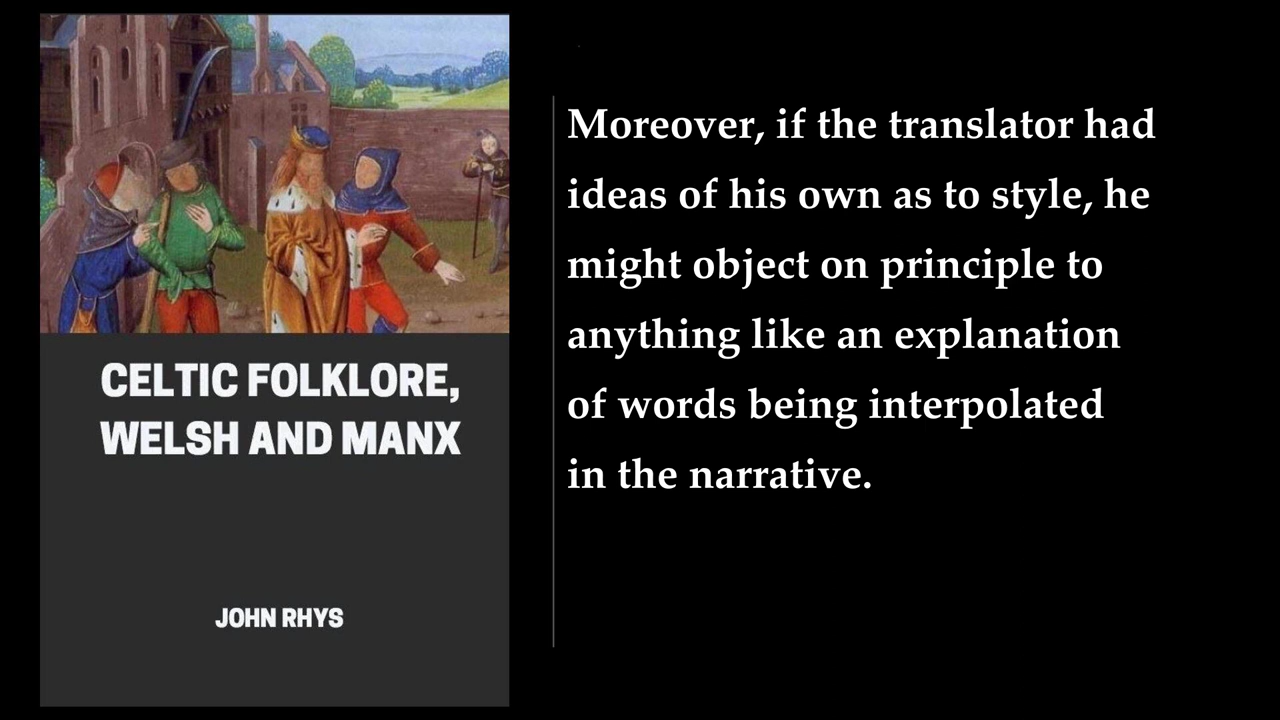 CELTIC FOLKLORE,
WELSH AND MANX
JOHN RHYS
Moreover, if the translator had
ideas of his own as to style, he
might object on principle to
anything like an explanation
of words being interpolated
in the narrative.